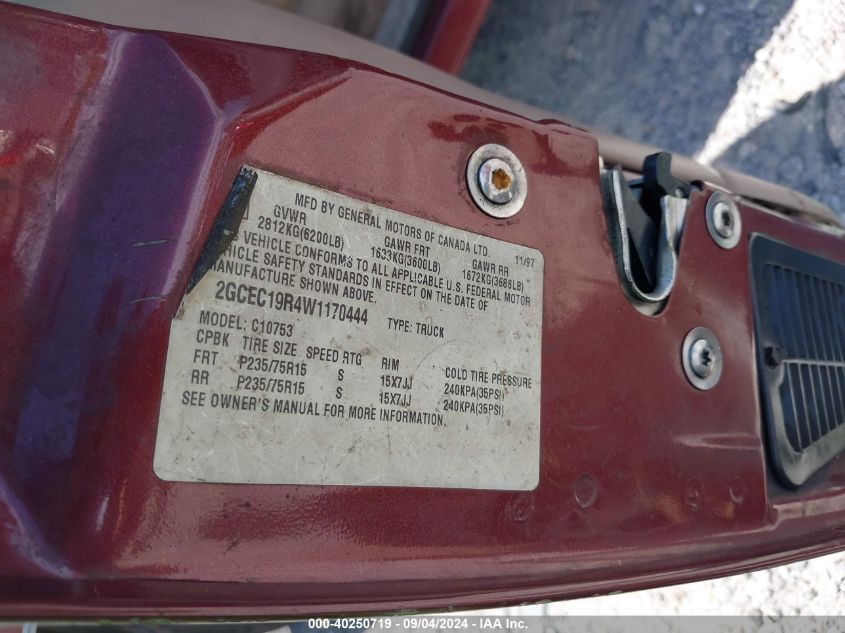 MFD BY GENERAL MOTORS OF CANADA LTD. 11/97
GVWR GAWR FRT GAWR RR
2812KG(6200LB) 1633KG(3600LB) 1672KG(3686LB)
VEHICLE CONFORMS TO ALL APPLICABLE U.S. FEDERAL MOTOR
VEHICLE SAFETY STANDARDS IN EFFECT ON THE DATE OF
MANUFACTURE SHOWN ABOVE.
2GCEC19R4W1170444
MODEL: C10753 TYPE: TRUCK
CPBK TIRE SIZE SPEED RTG RIM COLD TIRE PRESSURE
FRT P235/75R15 S 15X7JJ 240KPA(35PSI)
RR P235/75R15 S 15X7JJ 240KPA(35PSI)
SEE OWNER'S MANUAL FOR MORE INFORMATION.
000 - 40250719 - 09/04/2024 - IAA